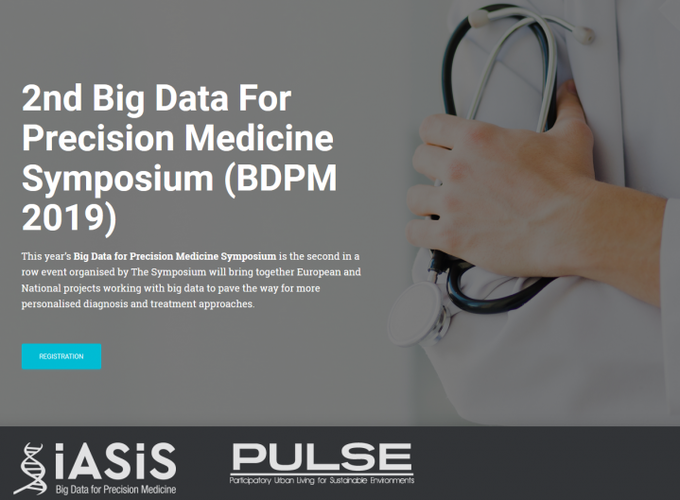 2nd Big Data For
Precision Medicine
Symposium (BDPM
2019)
This year's Big Data for Precision Medicine Symposium is the second in a
row event organised by The Symposium will bring together European and
National projects working with big data to pave the way for more
personalised diagnosis and treatment approaches.
REGISTRATION
iASiS
Big Data for Precision Medicine
PULSE
Participatory Urban Living for Sustainable Environments